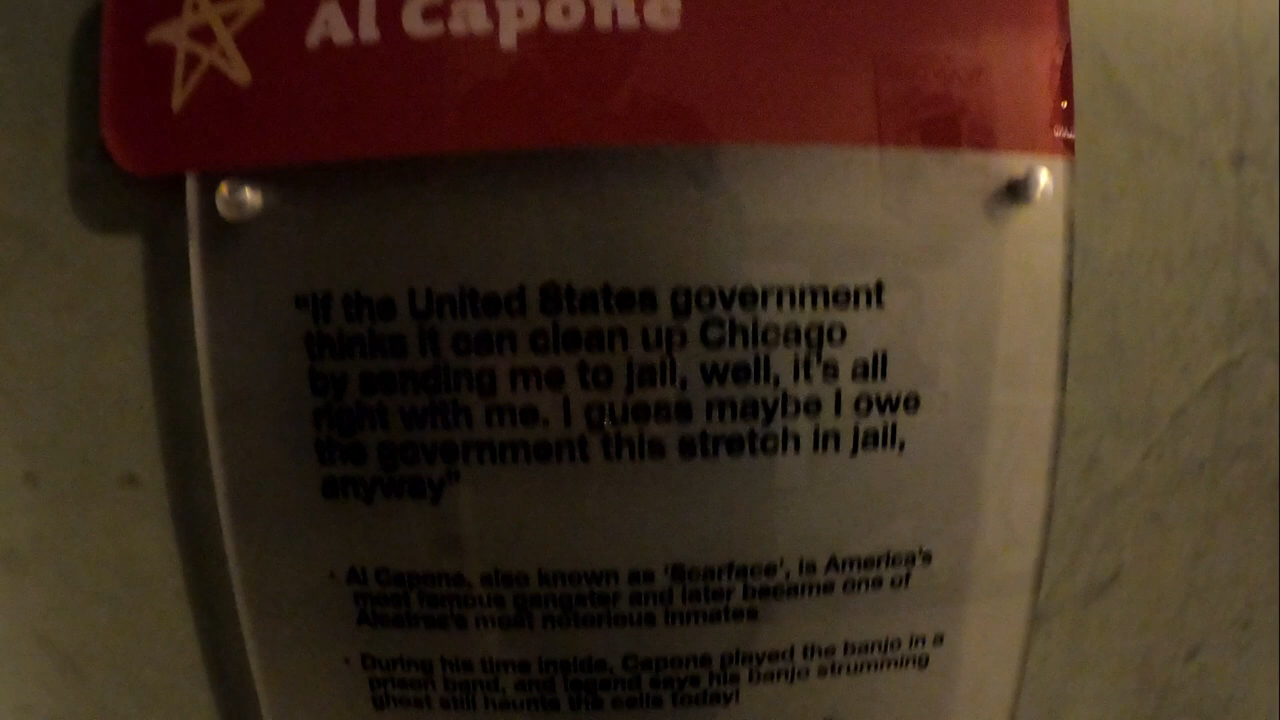 Al Capone
"If the United States government
thinks it can clean up Chicago
by sending me to jail, well, it's all
right with me. I guess maybe I owe
the government this stretch in jail,
anyway"
· Al Capone, also known as 'Scarface', is America's
most famous gangster and later became one of
Alcatraz's most notorious inmates
· During his time inside, Capone played the banjo in a
prison band, and legend says his banjo strumming
ghost still haunts the cells today!